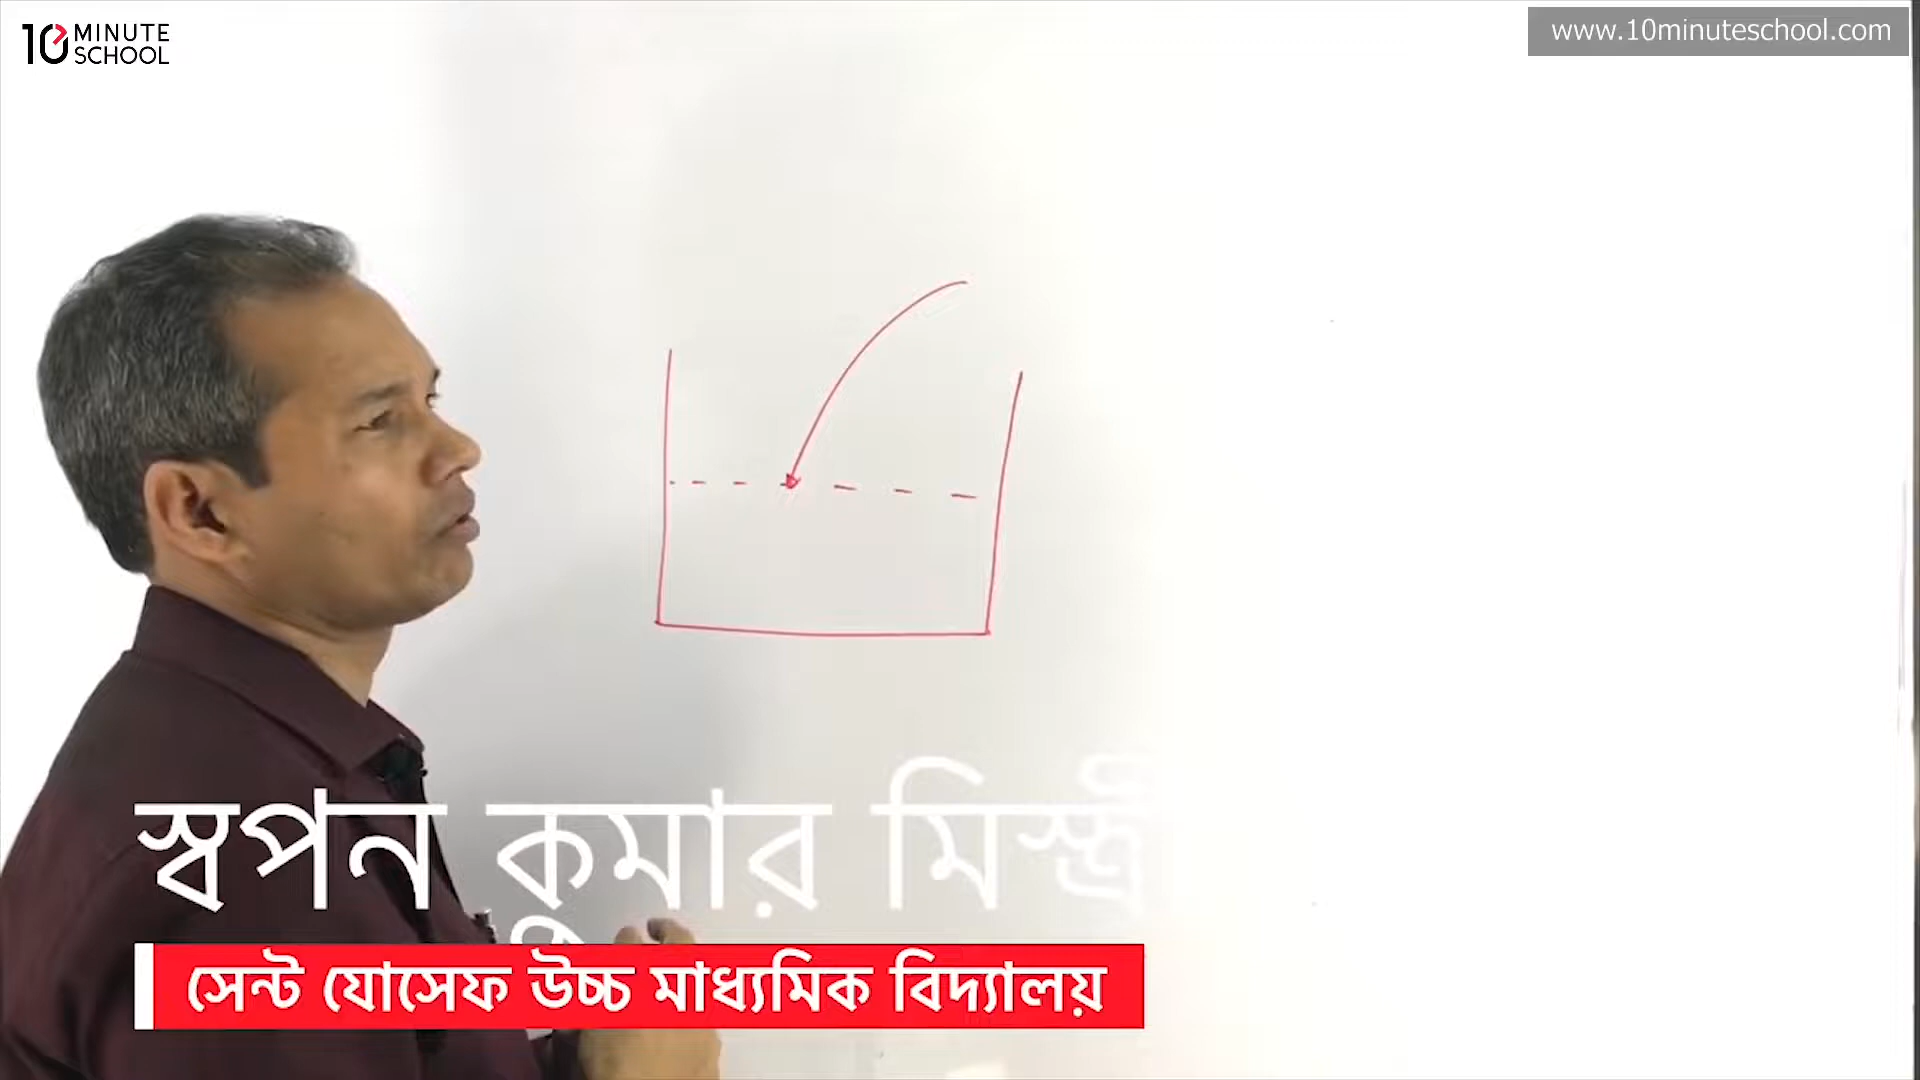 10 MINUTE SCHOOL
www.10minuteschool.com
স্বপন কুমার মিস্ত্রী
সেন্ট যোসেফ উচ্চ মাধ্যমিক বিদ্যালয়